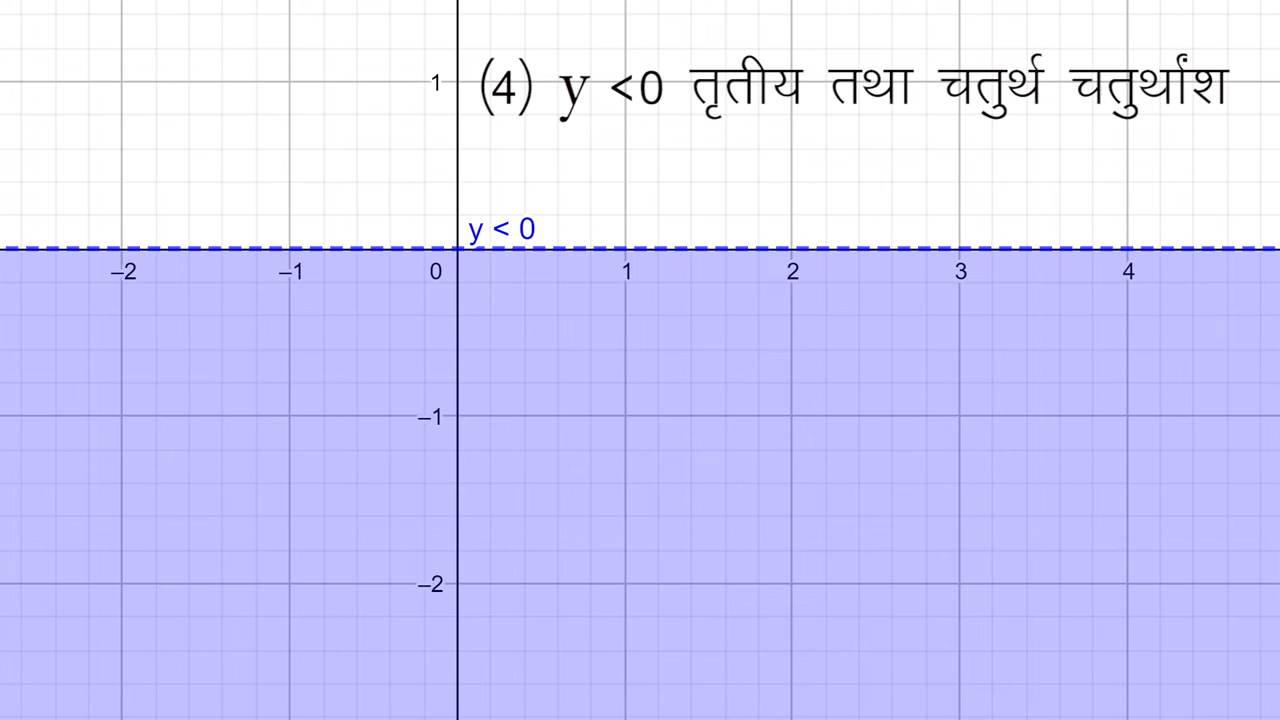 1
(4) y <0 तृतीय तथा चतुर्थ चतुर्थांश
y < 0
–2 –1 0 1 2 3 4
–1
–2